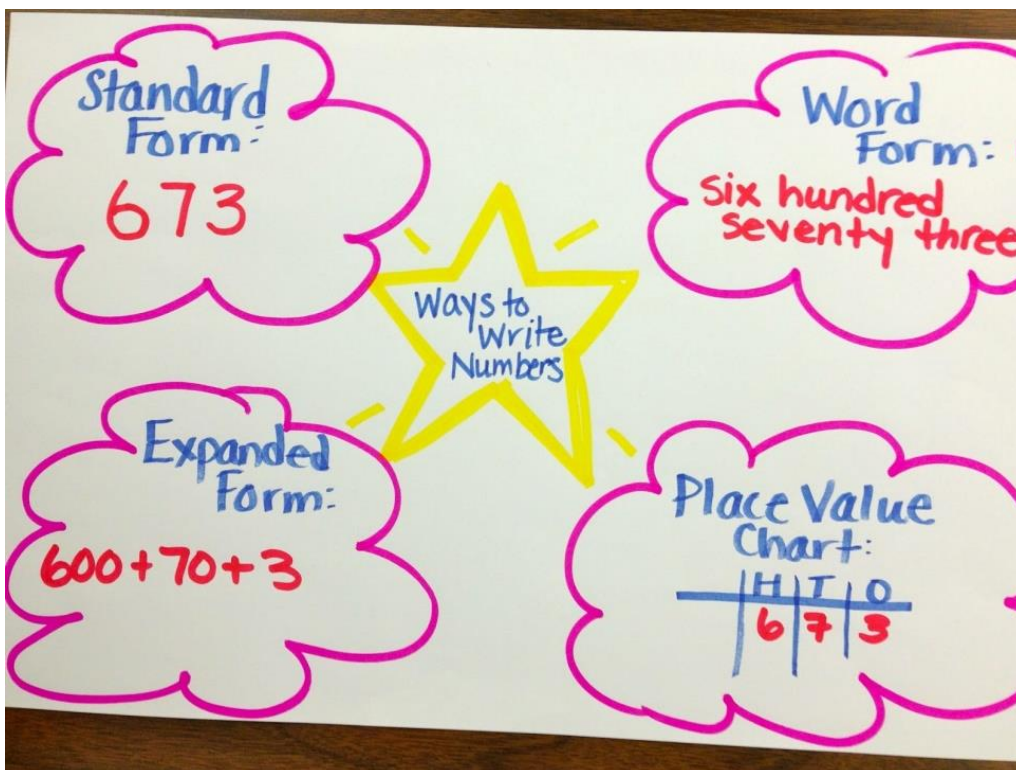 Standard
Form:
673
Word
Form:
six hundred
seventy three
Ways to
Write
Numbers
Expanded
Form:
600+70+3
Place Value
Chart:
H T O
6 7 3